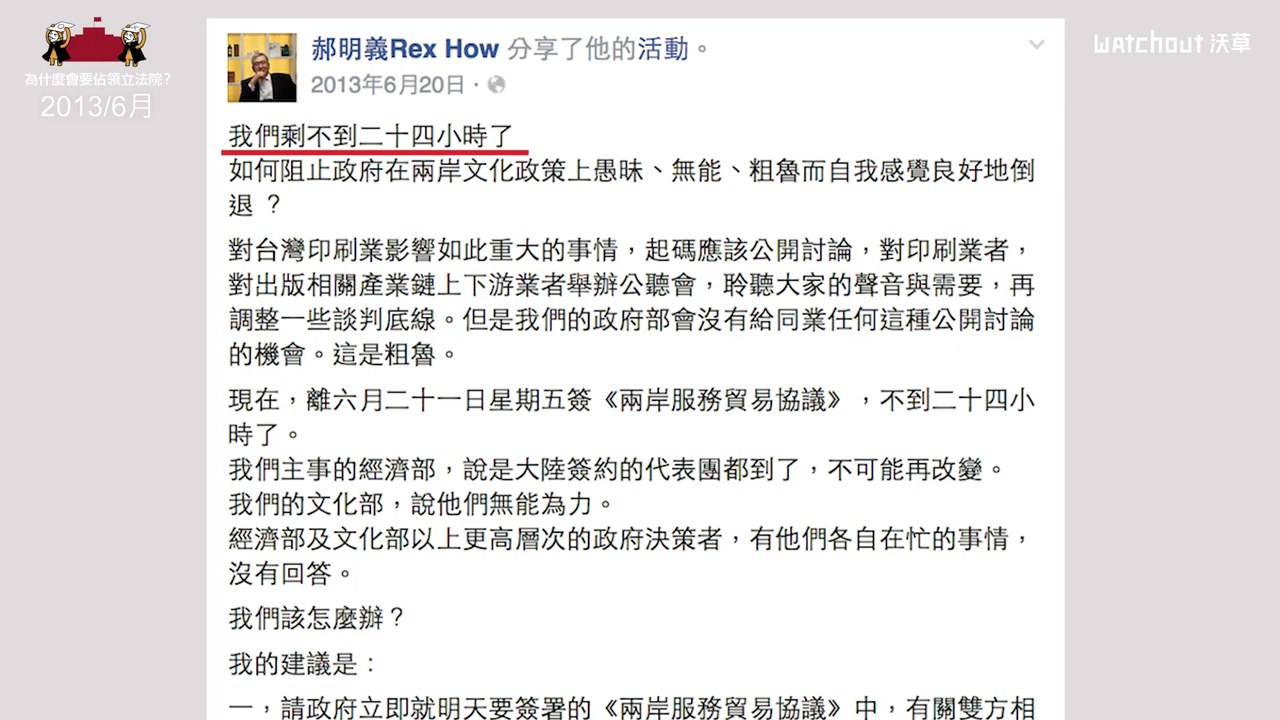 為什麼會要佔領立法院?
2013/6月
watchout 沃草
郝明義Rex How 分享了他的活動。
2013年6月20日 ·
我們剩不到二十四小時了
如何阻止政府在兩岸文化政策上愚昧、無能、粗魯而自我感覺良好地倒
退 ？
對台灣印刷業影響如此重大的事情，起碼應該公開討論，對印刷業者，
對出版相關產業鏈上下游業者舉辦公聽會，聆聽大家的聲音與需要，再
調整一些談判底線。但是我們的政府部會沒有給同業任何這種公開討論
的機會。這是粗魯。
現在，離六月二十一日星期五簽《兩岸服務貿易協議》，不到二十四小
時了。
我們主事的經濟部，說是大陸簽約的代表團都到了，不可能再改變。
我們的文化部，說他們無能為力。
經濟部及文化部以上更高層次的政府決策者，有他們各自在忙的事情，
沒有回答。
我們該怎麼辦？
我的建議是：
一，請政府立即就明天要簽署的《兩岸服務貿易協議》中，有關雙方相